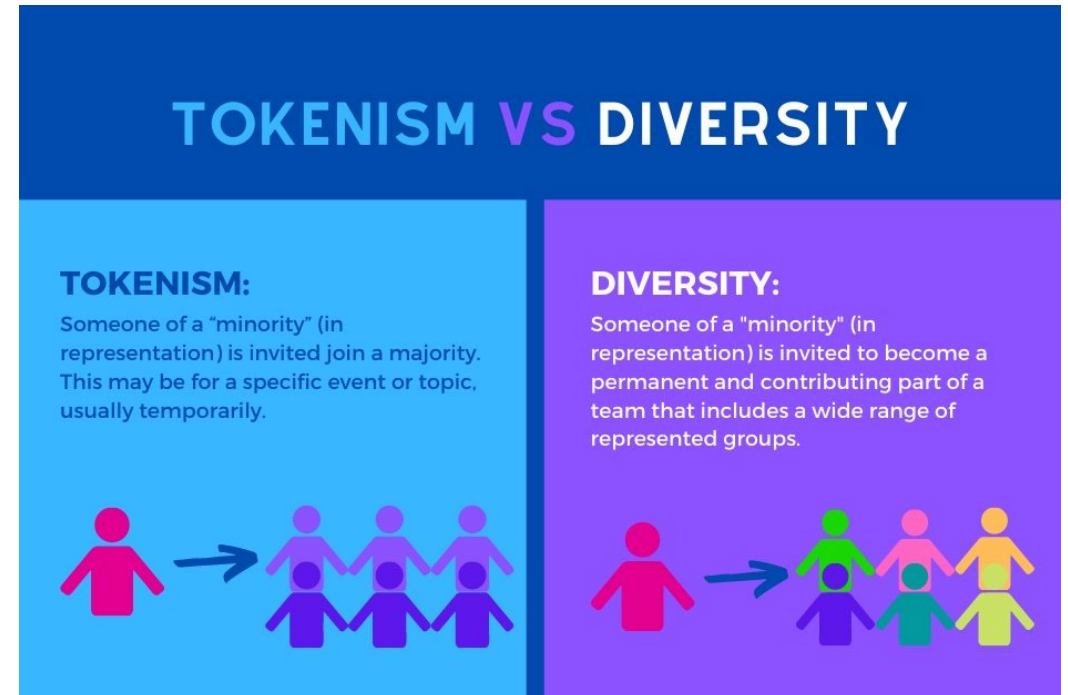 TOKENISM VS DIVERSITY
TOKENISM:
Someone of a “minority” (in
representation) is invited join a majority.
This may be for a specific event or topic,
usually temporarily.
DIVERSITY:
Someone of a "minority" (in
representation) is invited to become a
permanent and contributing part of a
team that includes a wide range of
represented groups.